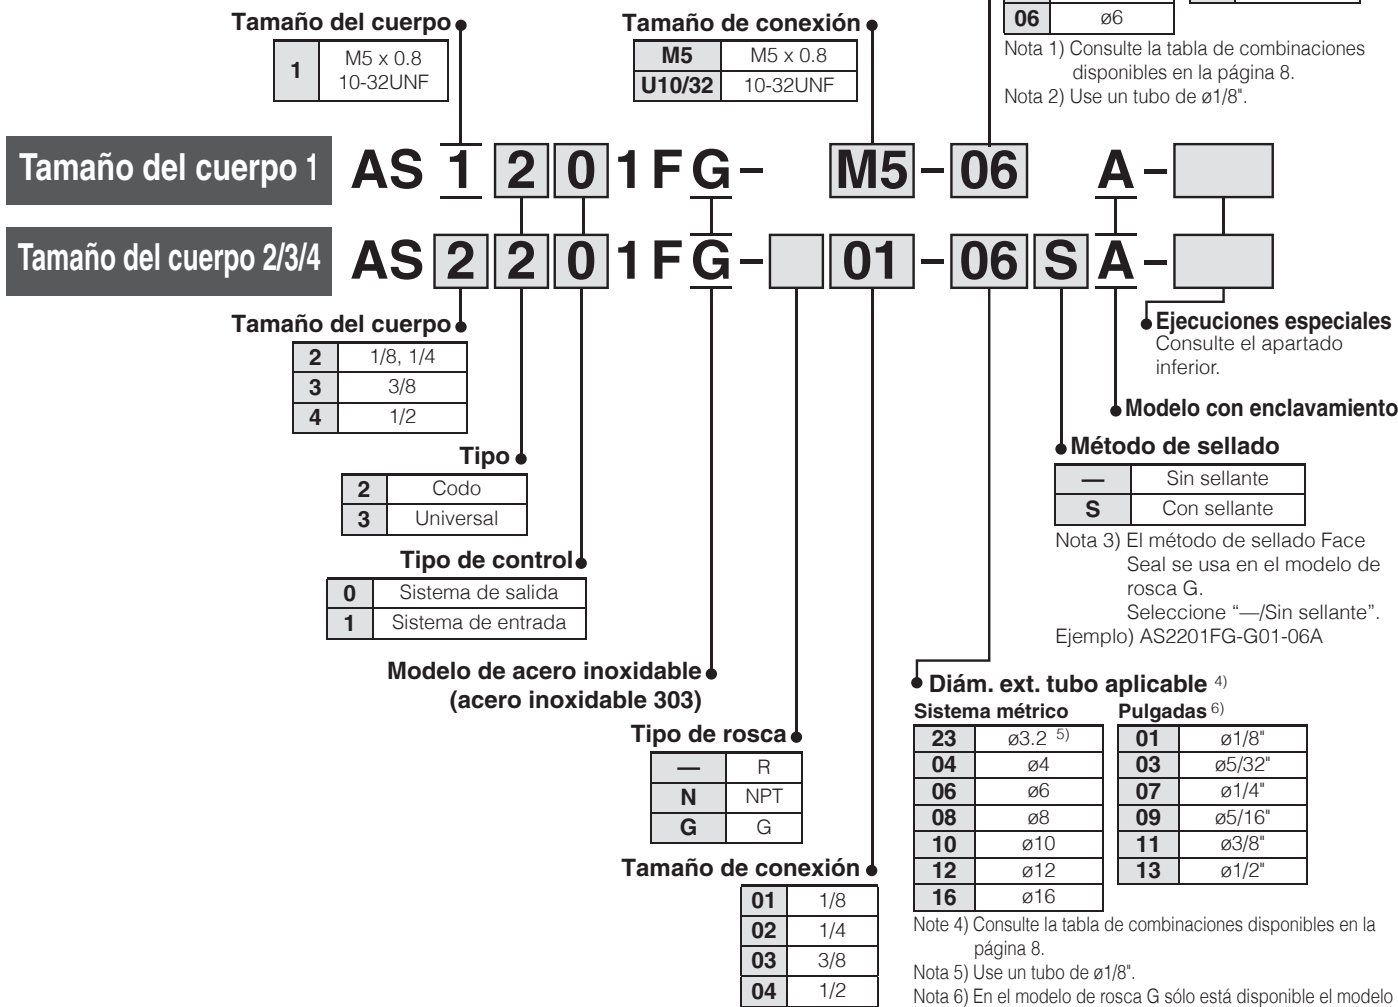 06 ø6
Nota 1) Consulte la tabla de combinaciones
disponibles en la página 8.
Nota 2) Use un tubo de ø1/8".
Tamaño del cuerpo
1 M5 x 0.8
10-32UNF
Tamaño de conexión
M5 M5 x 0.8
U10/32 10-32UNF
Tamaño del cuerpo 1 AS 1 2 0 1 F G – M5 – 06 A –
Tamaño del cuerpo 2/3/4 AS 2 2 0 1 F G – 01 – 06 S A –
Tamaño del cuerpo
2 1/8, 1/4
3 3/8
4 1/2
Tipo
2 Codo
3 Universal
Tipo de control
0 Sistema de salida
1 Sistema de entrada
Modelo de acero inoxidable
(acero inoxidable 303)
Tipo de rosca
— R
N NPT
G G
Tamaño de conexión
01 1/8
02 1/4
03 3/8
04 1/2
Ejecuciones especiales
Consulte el apartado
inferior.
Modelo con enclavamiento
Método de sellado
— Sin sellante
S Con sellante
Nota 3) El método de sellado Face
Seal se usa en el modelo de
rosca G.
Seleccione “—/Sin sellante”.
Ejemplo) AS2201FG-G01-06A
Diám. ext. tubo aplicable 4)
Sistema métrico
23 ø3.2 5)
04 ø4
06 ø6
08 ø8
10 ø10
12 ø12
16 ø16
Pulgadas 6)
01 ø1/8"
03 ø5/32"
07 ø1/4"
09 ø5/16"
11 ø3/8"
13 ø1/2"
Note 4) Consulte la tabla de combinaciones disponibles en la
página 8.
Nota 5) Use un tubo de ø1/8".
Nota 6) En el modelo de rosca G sólo está disponible el modelo